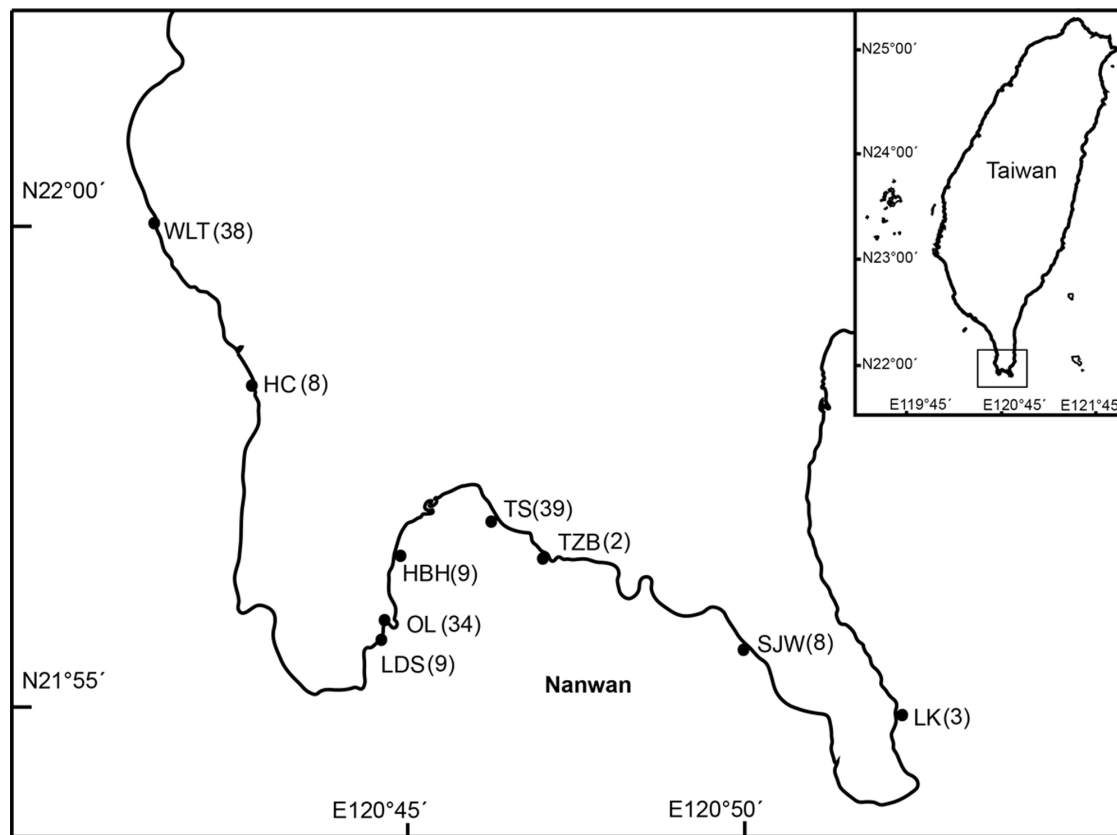 N25°00´
N24°00´
Taiwan
N23°00´
N22°00´
E119°45´
E120°45´
E121°45´
N22°00´
WLT(38)
HC(8)
TS(39)
TZB(2)
HBH(9)
OL(34)
LDS(9)
SJW(8)
N21°55´
Nanwan
LK(3)
E120°45´
E120°50´